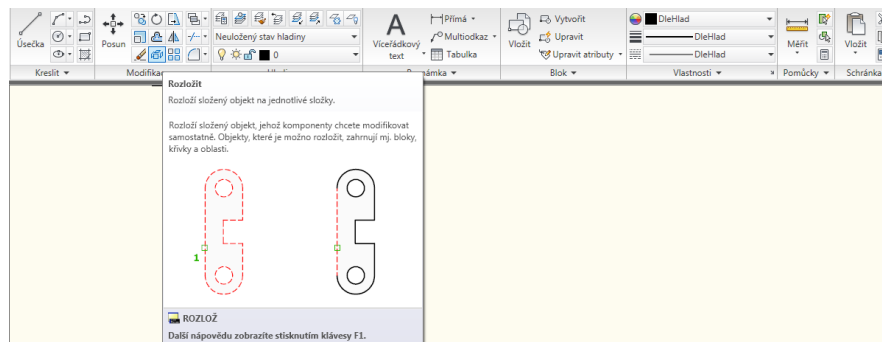 Přímá
Vytvořit
DleHlad
Neuložený stav hladiny
Multiodkaz
Upravit
DleHlad
Úsečka
Posun
0
Víceřádkový
text
Tabulka
Vložit
Upravit atributy
DleHlad
Měřit
Vložit
Kreslit
Modifikac
Blok
Vlastnosti
Pomůcky
Schránka
Rozložit
Rozloží složený objekt na jednotlivé složky.
Rozloží složený objekt, jehož komponenty chcete modifikovat
samostatně. Objekty, které je možno rozložit, zahrnují mj. bloky,
křivky a oblasti.
1
ROZLOŽ
Další nápovědu zobrazíte stisknutím klávesy F1.